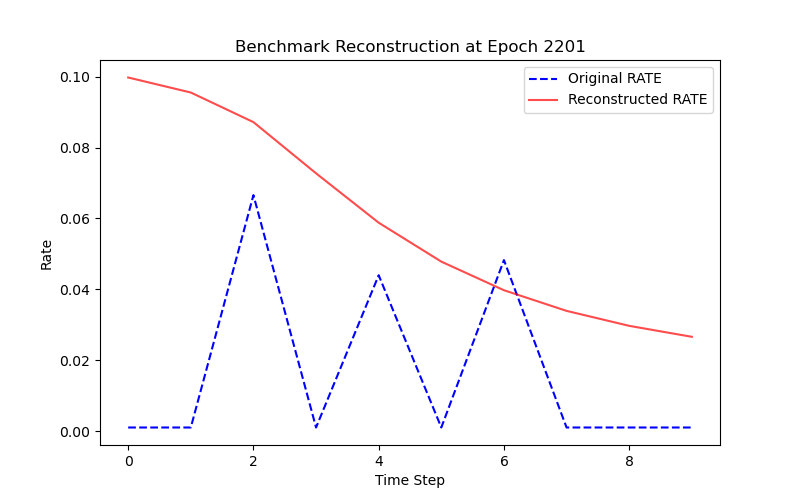 Benchmark Reconstruction at Epoch 2201
Original RATE
Reconstructed RATE
Rate
0.10
0.08
0.06
0.04
0.02
0.00
0 2 4 6 8
Time Step